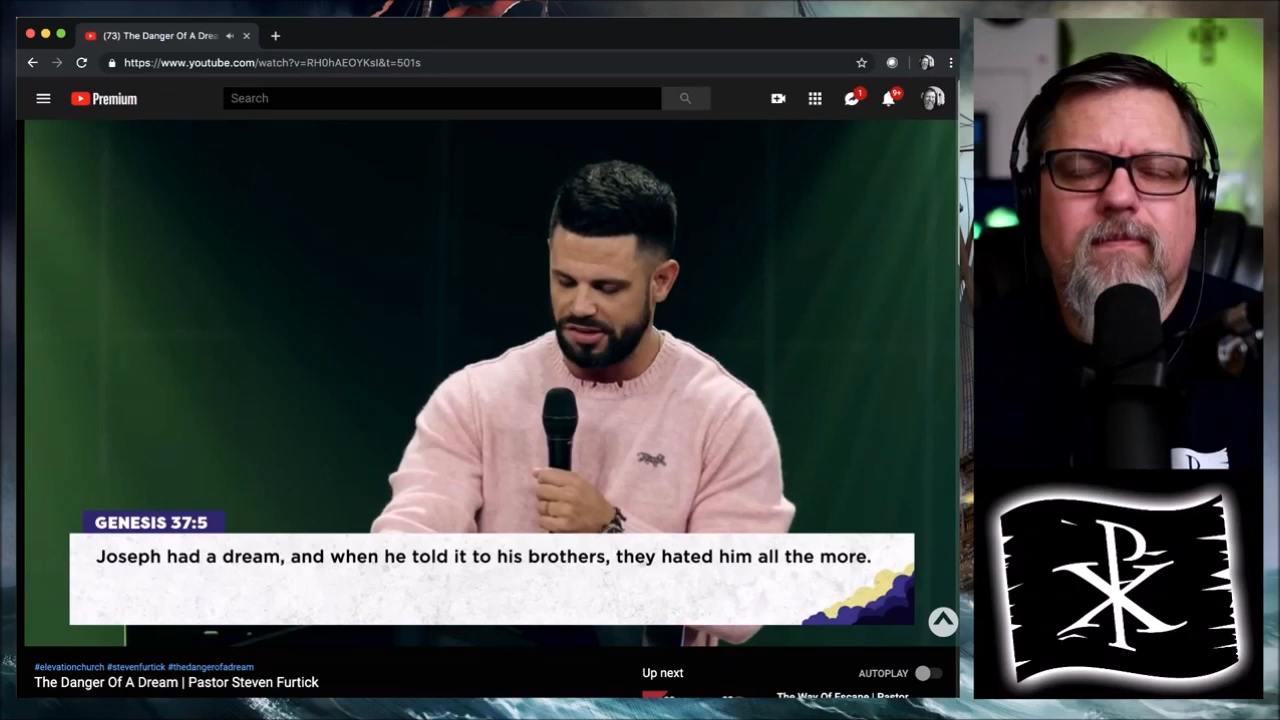 (73) The Danger Of A Drea
https://www.youtube.com/watch?v=RH0hAEOYKsI&t=501s
Premium
Search
1
9+
GENESIS 37:5
Joseph had a dream, and when he told it to his brothers, they hated him all the more.
#elevationchurch #stevenfurtick #thedangerofadream
The Danger Of A Dream | Pastor Steven Furtick
Up next
AUTOPLAY
The Way Of Escape | Pastor